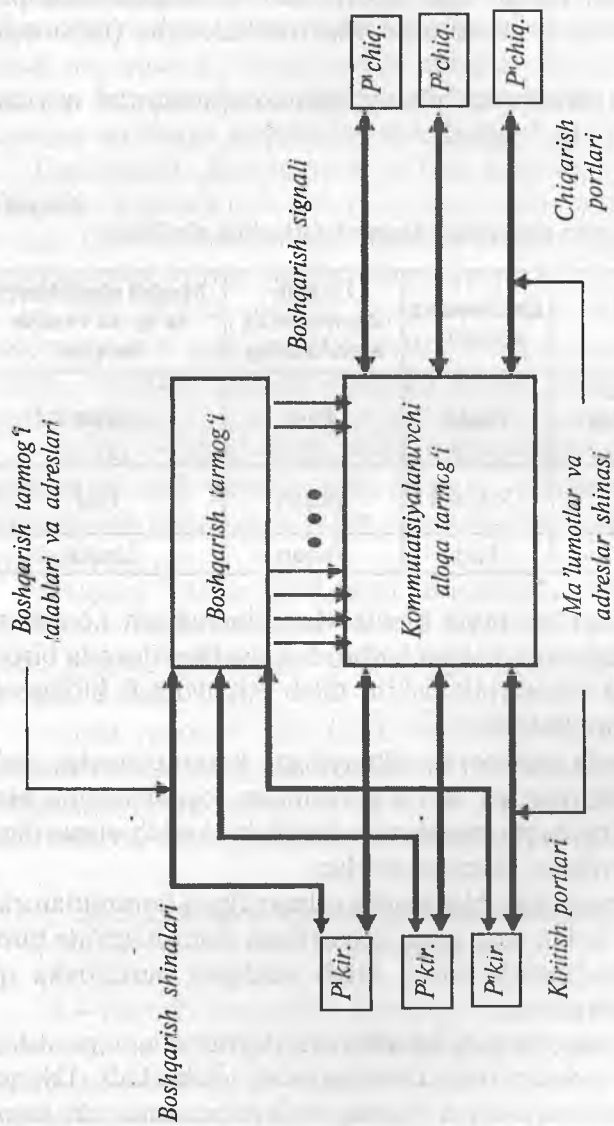 Boshqarish tarmog‘i
talablari va adreslari
Boshqarish shinalari
Boshqarish tarmog‘i
Boshqarish signali
Kommutatsiyalanuvchi
aloqa tarmog‘i
P¹kir.
P²kir.
Pⁿkir.
Kiritish portlari
P¹chiq.
P²chiq.
Pⁿchiq.
Chiqarish
portlari
Ma’lumotlar va
adreslar shinasi